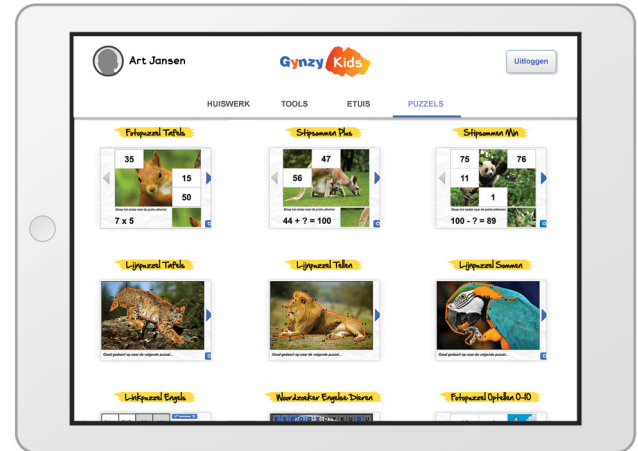 Art Jansen
Gynzy Kids
Uitloggen
HUISWERK TOOLS ETUIS PUZZELS
Fotopuzzel Tafels
Stipsommen Plus
Stipsommen Min
35
15
50
7 x 5
47
56
44 + ? = 100
75
76
11
1
100 - ? = 89
Lijnpuzzel Tafels
Lijnpuzzel Tellen
Lijnpuzzel Sommen
Goed gedaan! op naar de volgende puzzel...
Goed gedaan! op naar de volgende puzzel...
Goed gedaan! op naar de volgende puzzel...
Linkpuzzel Engels
Woordzoeker Engelse Dieren
Fotopuzzel Optellen 0-10